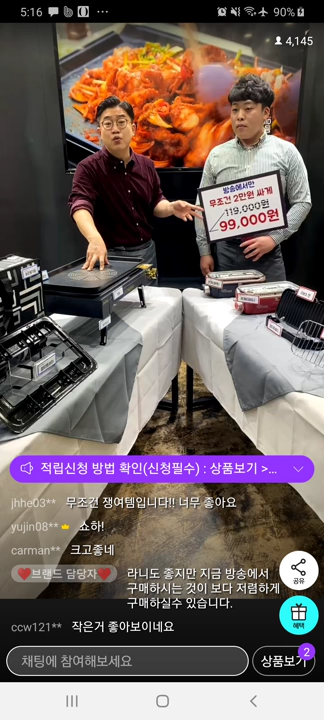 5:16
90%
4,145
방송에서만
무조건 2만원 싸게
119,000원
99,000원
적립신청 방법 확인(신청필수) : 상품보기 >...
jhhe03** 무조건 쟁여템입니다!! 너무 좋아요
yujin08** 쇼하!
carman** 크고좋네
브랜드 담당자 라니도 좋지만 지금 방송에서
구매하시는 것이 보다 저렴하게
구매하실수 있습니다.
공유
혜택
ccw121** 작은거 좋아보이네요
2
채팅에 참여해보세요
상품보기